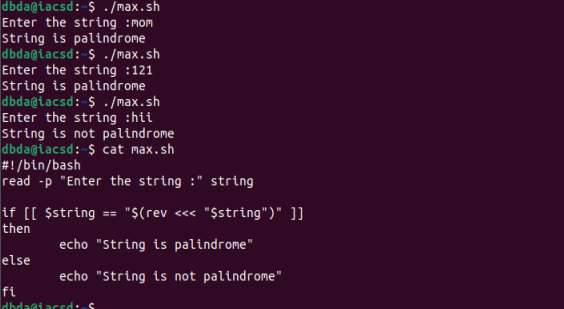 dbda@iacsd:~$ ./max.sh
Enter the string :mom
String is palindrome
dbda@iacsd:~$ ./max.sh
Enter the string :121
String is palindrome
dbda@iacsd:~$ ./max.sh
Enter the string :hii
String is not palindrome
dbda@iacsd:~$ cat max.sh
#!/bin/bash
read -p "Enter the string :" string

if [[ $string == "$(rev <<< "$string")" ]]
then
        echo "String is palindrome"
else
        echo "String is not palindrome"
fi
dbda@iacsd:~$